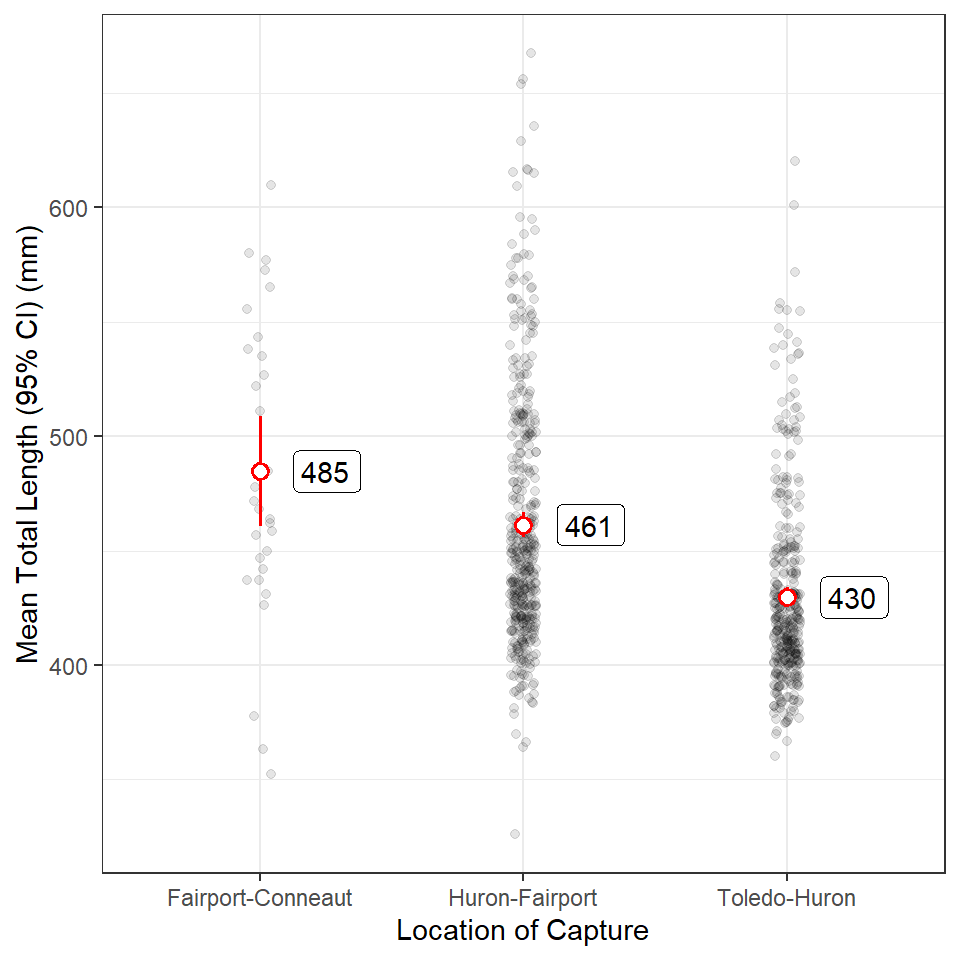 Mean Total Length (95% CI) (mm)
600
500
400
485
461
430
Fairport-Conneaut
Huron-Fairport
Toledo-Huron
Location of Capture